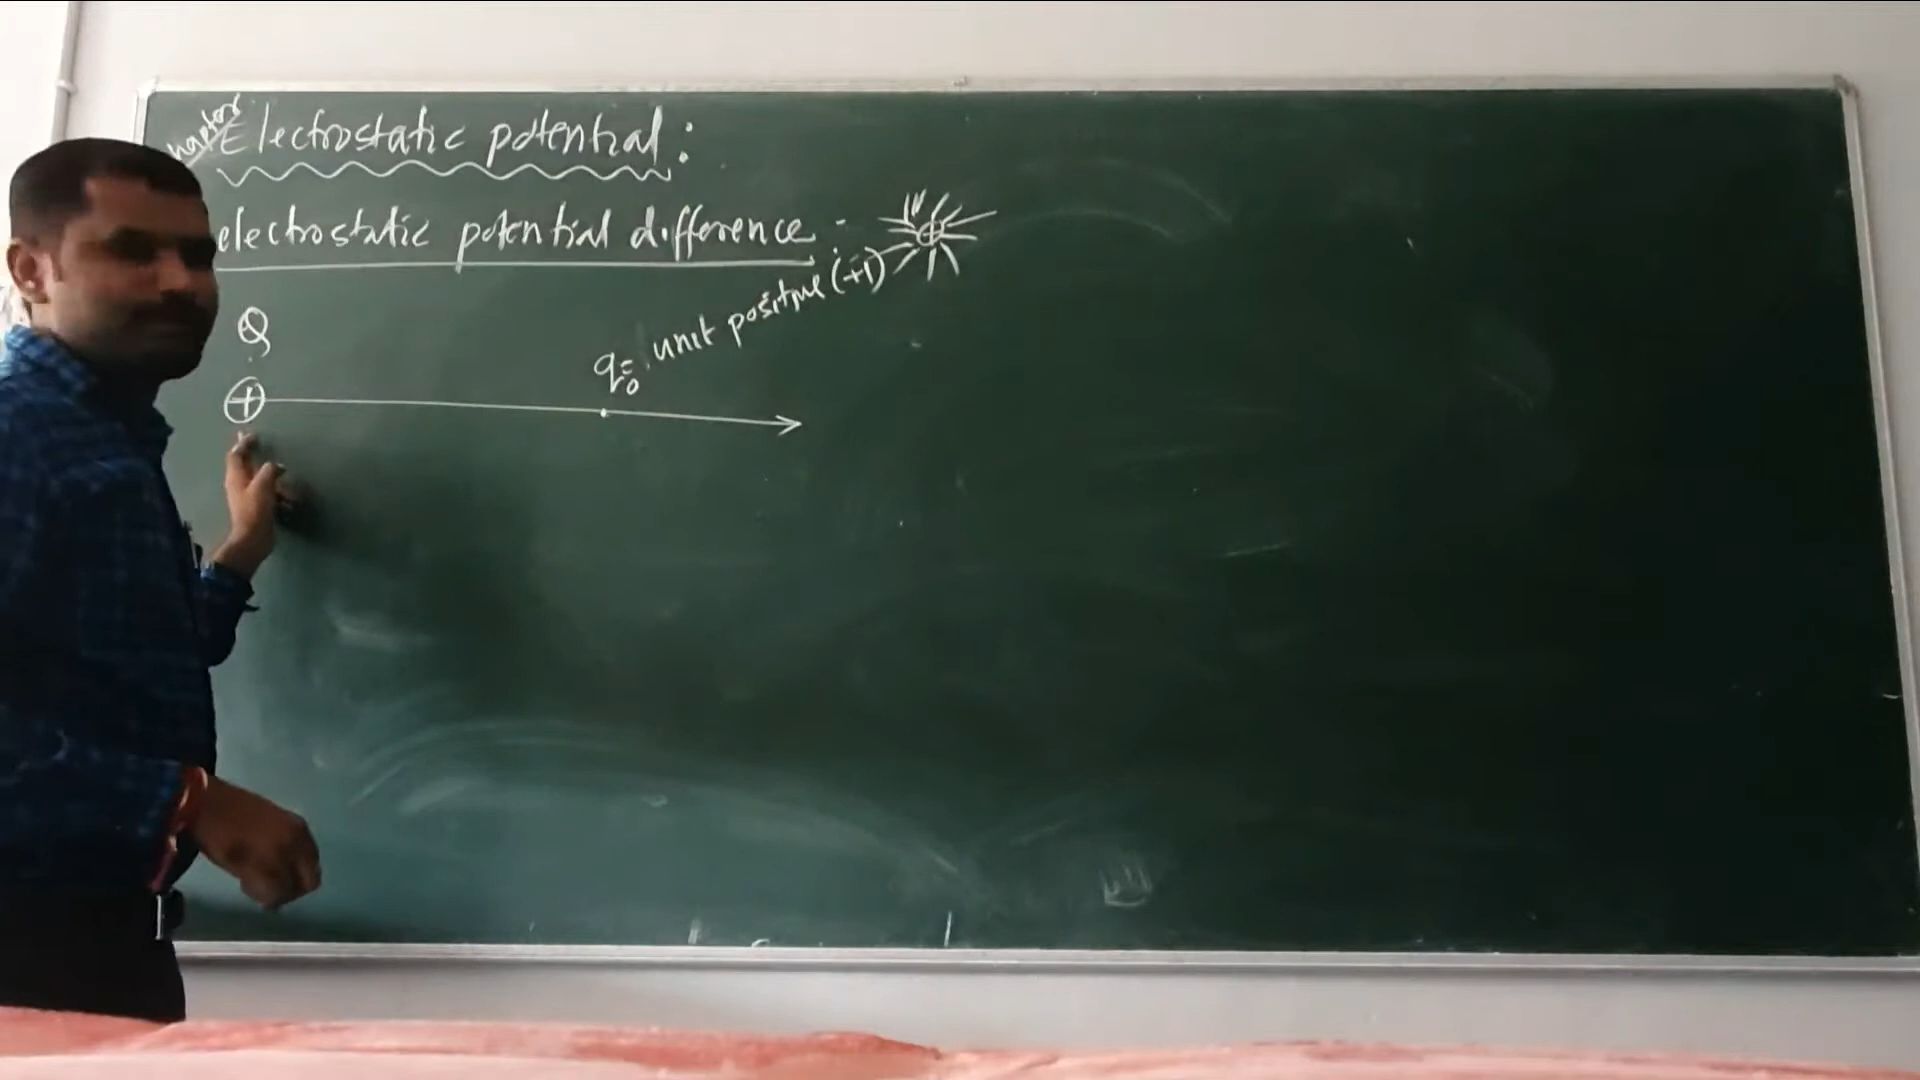 Electrostatic potential:
electrostatic potential difference :-
Q
q₀= unit positive (+1)
+
+